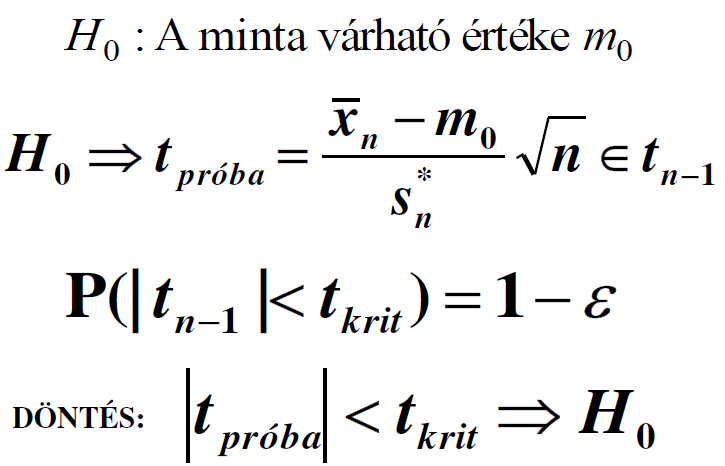 H₀ : A minta várható értéke m₀
H₀ ⇒ t_próba = (x̄ₙ − m₀) / s*ₙ √n ∈ tₙ₋₁
P(| tₙ₋₁ |< t_krit) = 1 − ε
DÖNTÉS: |t_próba| < t_krit ⇒ H₀